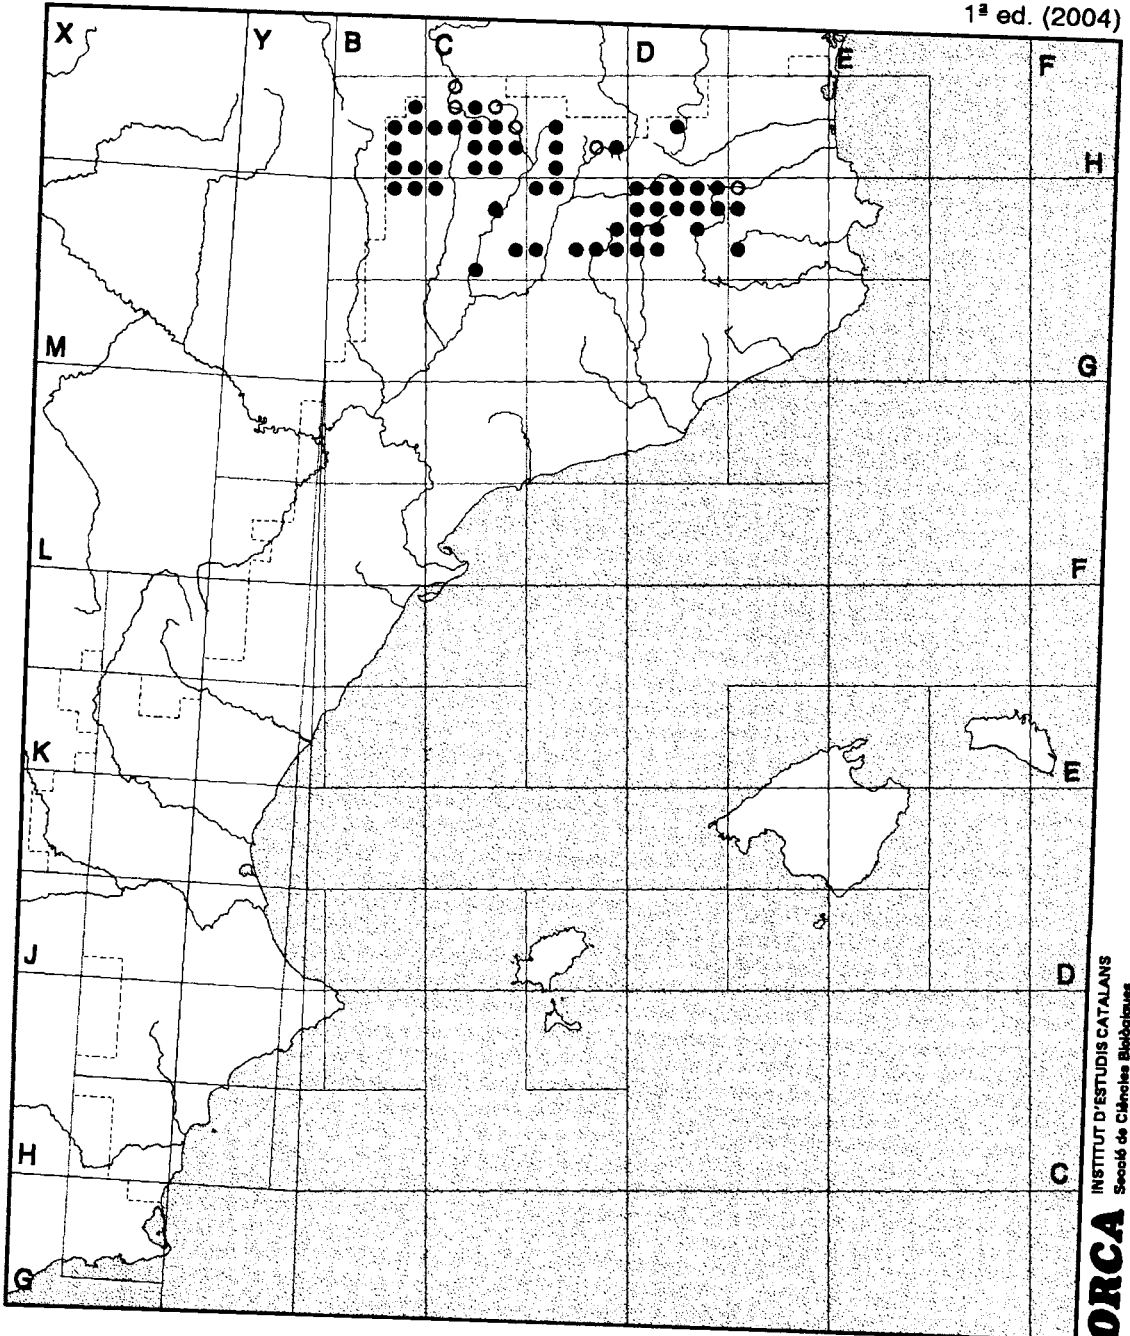 1ª ed. (2004)
X
Y
B
C
D
E
F
H
M
G
L
F
K
E
J
D
H
C
G
ORCA
INSTITUT D'ESTUDIS CATALANS
Secció de Ciències Biològiques